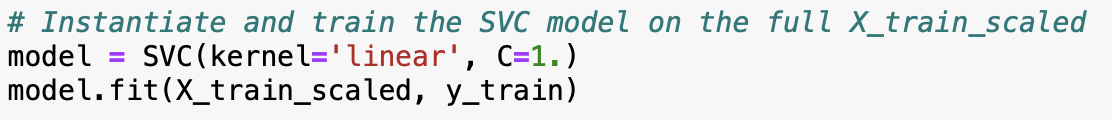 # Instantiate and train the SVC model on the full X_train_scaled
model = SVC(kernel='linear', C=1.)
model.fit(X_train_scaled, y_train)